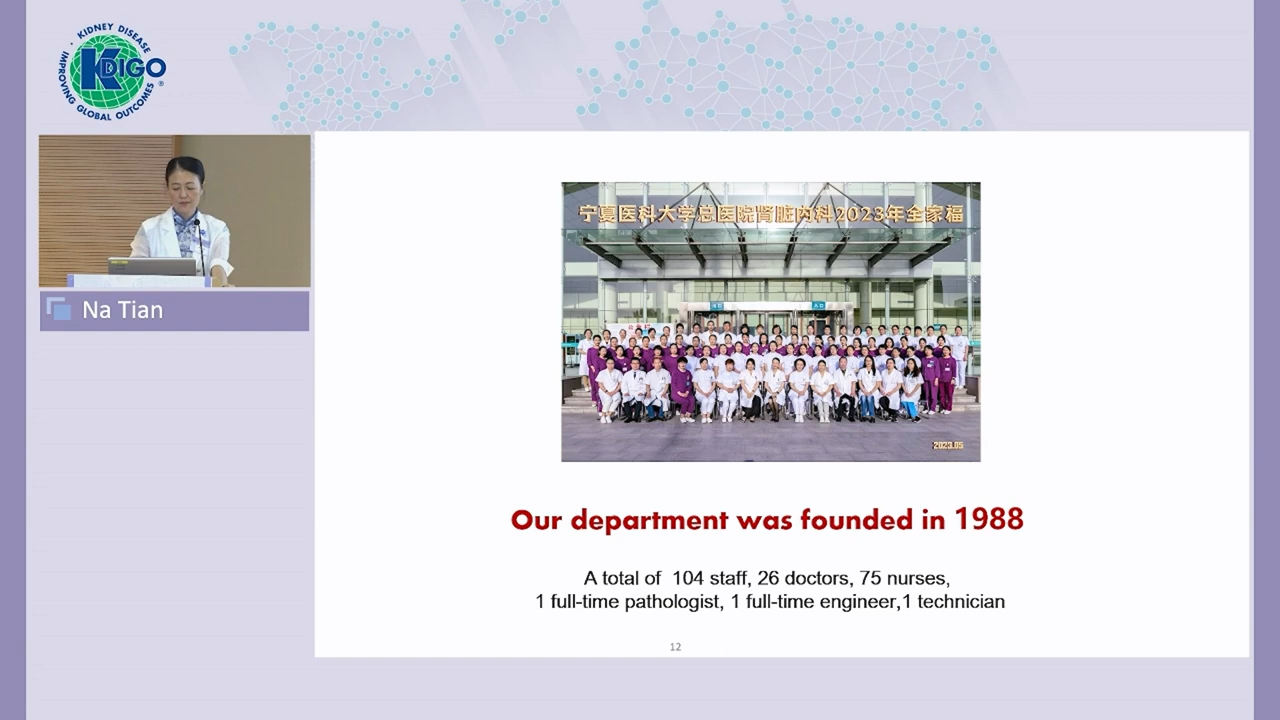 KIDNEY DISEASE
KDIGO
IMPROVING GLOBAL OUTCOMES
®
Na Tian
宁夏医科大学总医院肾脏内科2023年全家福
2023.05
Our department was founded in 1988
A total of 104 staff, 26 doctors, 75 nurses,
1 full-time pathologist, 1 full-time engineer,1 technician
12